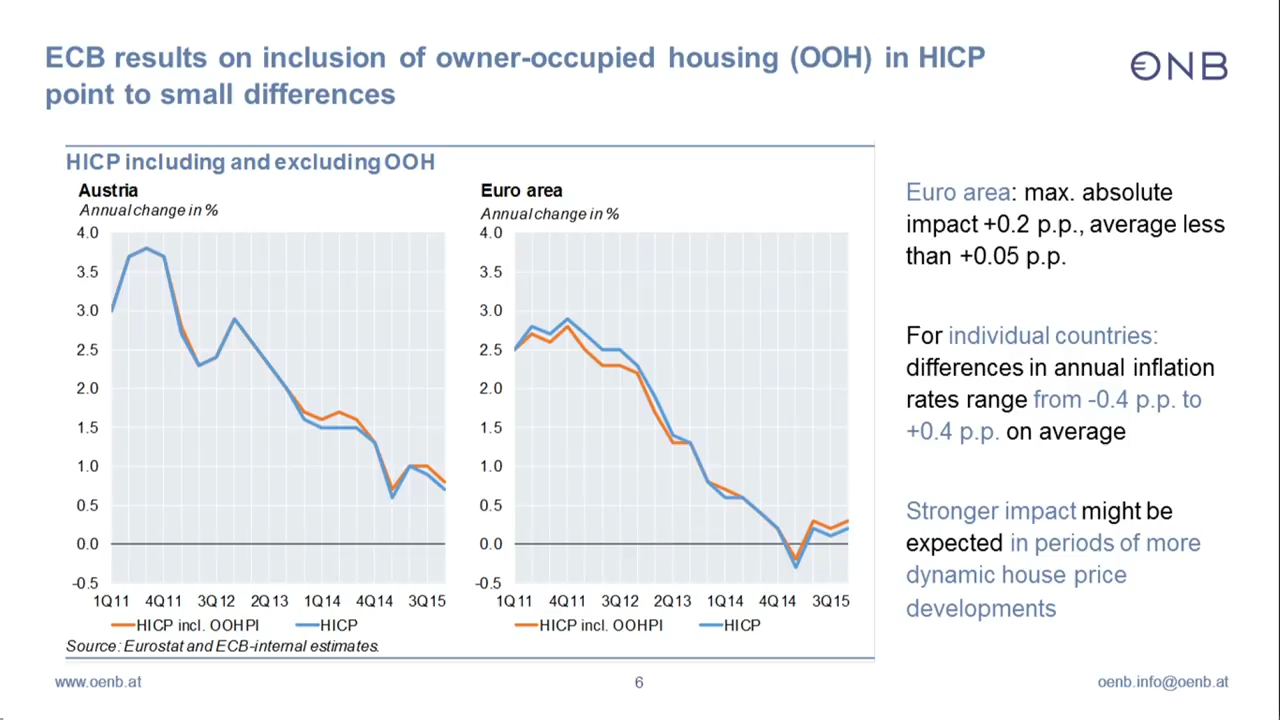 ECB results on inclusion of owner-occupied housing (OOH) in HICP
point to small differences
ONB
HICP including and excluding OOH
Austria
Annual change in %
4.0
3.5
3.0
2.5
2.0
1.5
1.0
0.5
0.0
-0.5
1Q11 4Q11 3Q12 2Q13 1Q14 4Q14 3Q15
HICP incl. OOHPI HICP
Euro area
Annual change in %
4.0
3.5
3.0
2.5
2.0
1.5
1.0
0.5
0.0
-0.5
1Q11 4Q11 3Q12 2Q13 1Q14 4Q14 3Q15
HICP incl. OOHPI HICP
Source: Eurostat and ECB-internal estimates.
Euro area: max. absolute
impact +0.2 p.p., average less
than +0.05 p.p.
For individual countries:
differences in annual inflation
rates range from -0.4 p.p. to
+0.4 p.p. on average
Stronger impact might be
expected in periods of more
dynamic house price
developments
www.oenb.at
6
oenb.info@oenb.at